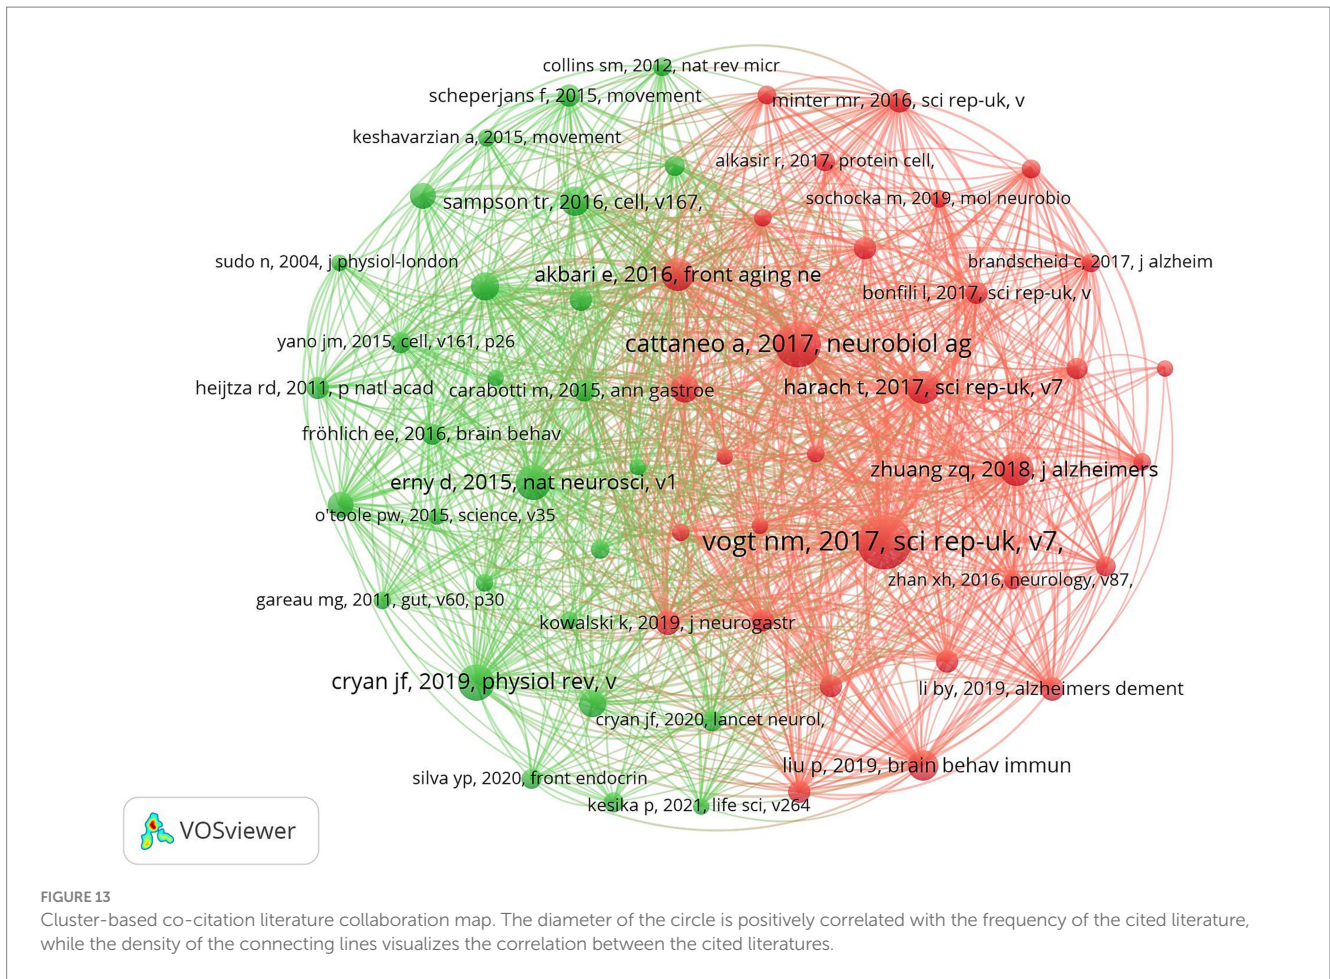 collins sm, 2012, nat rev micr
scheperjans f, 2015, movement
minter mr, 2016, sci rep-uk, v
keshavarzian a, 2015, movement
alkasir r, 2017, protein cell,
sampson tr, 2016, cell, v167,
sochocka m, 2019, mol neurobio
sudo n, 2004, j physiol-london
akbari e, 2016, front aging ne
brandscheid c, 2017, j alzheim
bonfili l, 2017, sci rep-uk, v
yano jm, 2015, cell, v161, p26
cattaneo a, 2017, neurobiol ag
heijtza rd, 2011, p natl acad
carabotti m, 2015, ann gastroe
harach t, 2017, sci rep-uk, v7
fröhlich ee, 2016, brain behav
erny d, 2015, nat neurosci, v1
zhuang zq, 2018, j alzheimers
o'toole pw, 2015, science, v35
vogt nm, 2017, sci rep-uk, v7,
zhan xh, 2016, neurology, v87,
gareau mg, 2011, gut, v60, p30
kowalski k, 2019, j neurogastr
cryan jf, 2019, physiol rev, v
li by, 2019, alzheimers dement
cryan jf, 2020, lancet neurol,
silva yp, 2020, front endocrin
liu p, 2019, brain behav immun
kesika p, 2021, life sci, v264
VOSviewer
FIGURE 13
Cluster-based co-citation literature collaboration map. The diameter of the circle is positively correlated with the frequency of the cited literature,
while the density of the connecting lines visualizes the correlation between the cited literatures.